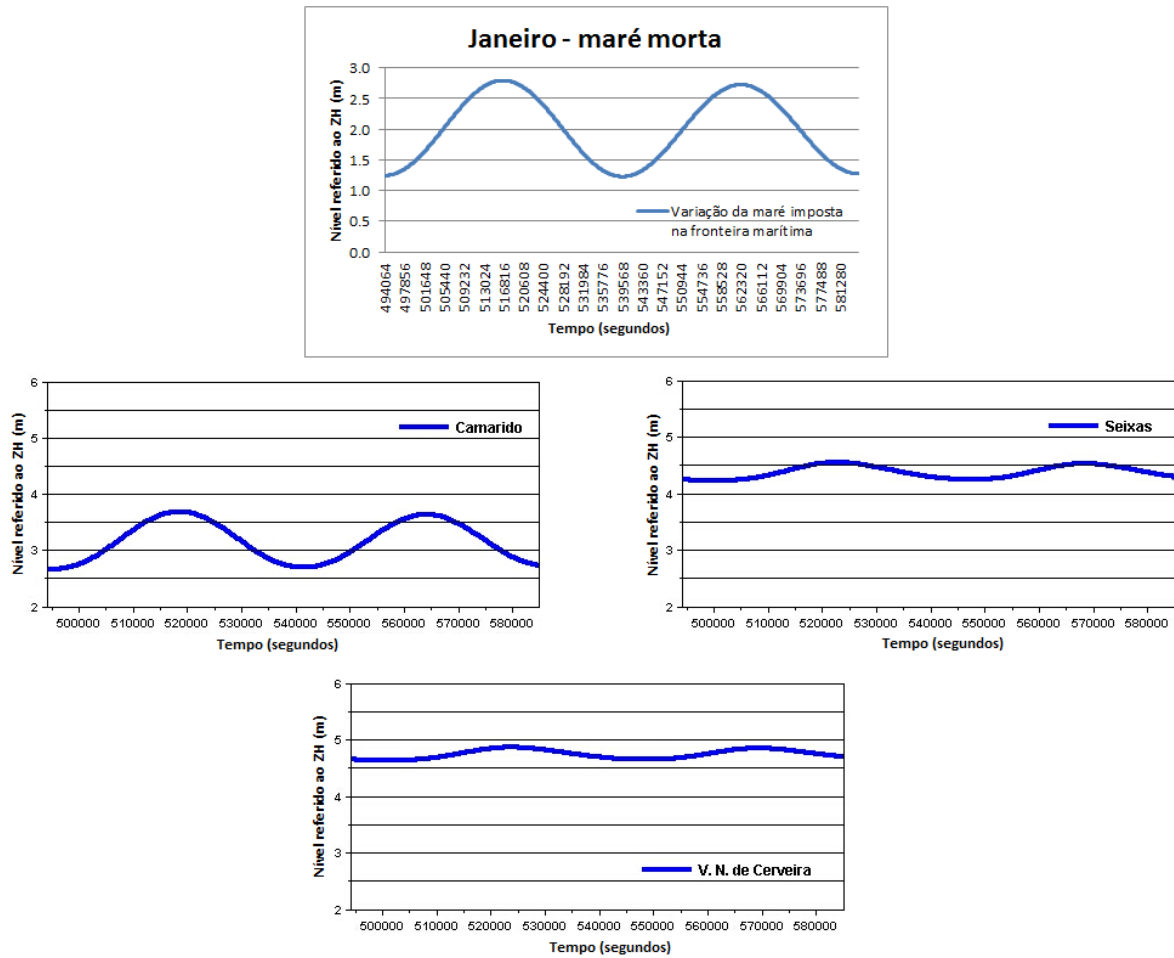 Janeiro - maré morta
Nível referido ao ZH (m)
3.0
2.5
2.0
1.5
1.0
0.5
0.0
Variação da maré imposta
na fronteira marítima
494064 497856 501648 505440 509232 513024 516816 520608 524400 528192 531984 535776 539568 543360 547152 550944 554736 558528 562320 566112 569904 573696 577488 581280
Tempo (segundos)
Nível referido ao ZH (m)
6
5
4
3
2
Camarido
500000 510000 520000 530000 540000 550000 560000 570000 580000
Tempo (segundos)
Nível referido ao ZH (m)
6
5
4
3
2
Seixas
500000 510000 520000 530000 540000 550000 560000 570000 580000
Tempo (segundos)
Nível referido ao ZH (m)
6
5
4
3
2
V. N. de Cerveira
500000 510000 520000 530000 540000 550000 560000 570000 580000
Tempo (segundos)